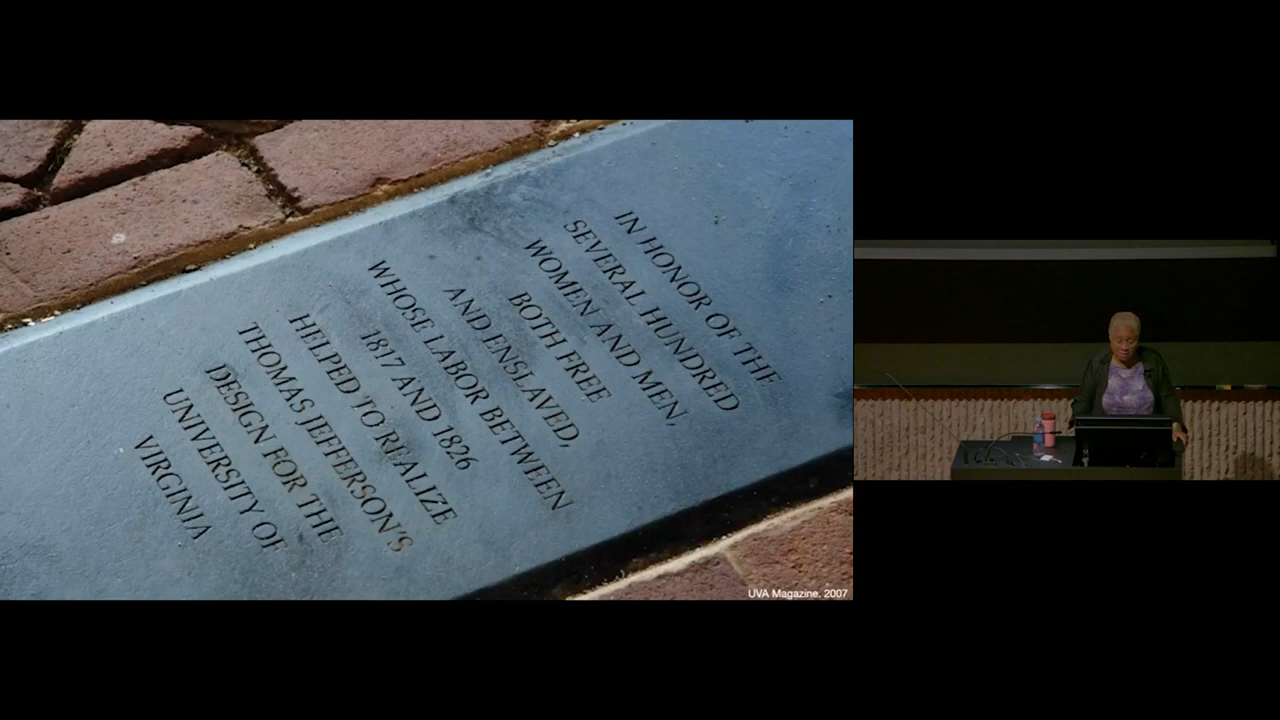 IN HONOR OF THE
SEVERAL HUNDRED
WOMEN AND MEN,
BOTH FREE
AND ENSLAVED,
WHOSE LABOR BETWEEN
1817 AND 1826
HELPED TO REALIZE
THOMAS JEFFERSON'S
DESIGN FOR THE
UNIVERSITY OF
VIRGINIA
UVA Magazine, 2007